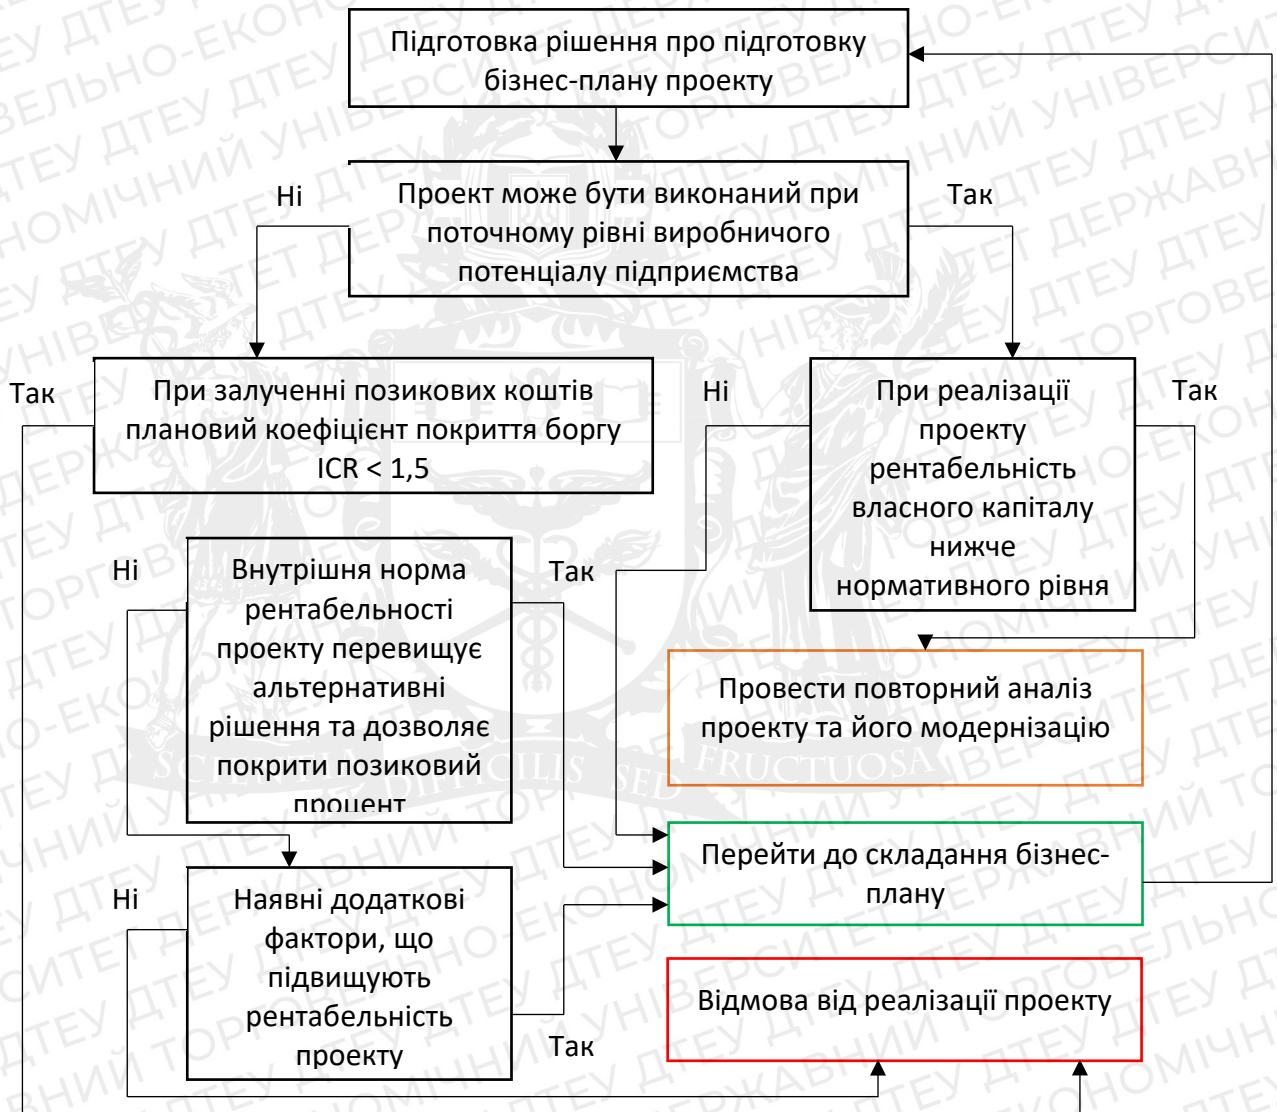 Підготовка рішення про підготовку
бізнес-плану проекту
Ні
Проект може бути виконаний при
поточному рівні виробничого
потенціалу підприємства
Так
Так
При залученні позикових коштів
плановий коефіцієнт покриття боргу
ICR < 1,5
Ні
При реалізації
проекту
рентабельність
власного капіталу
нижче
нормативного рівня
Так
Ні
Внутрішня норма
рентабельності
проекту перевищує
альтернативні
рішення та дозволяє
покрити позиковий
процент
Так
Провести повторний аналіз
проекту та його модернізацію
Перейти до складання бізнес-
плану
Ні
Наявні додаткові
фактори, що
підвищують
рентабельність
проекту
Так
Відмова від реалізації проекту
SCIENTIA DIFFICILIS SED FRUCTUOSA